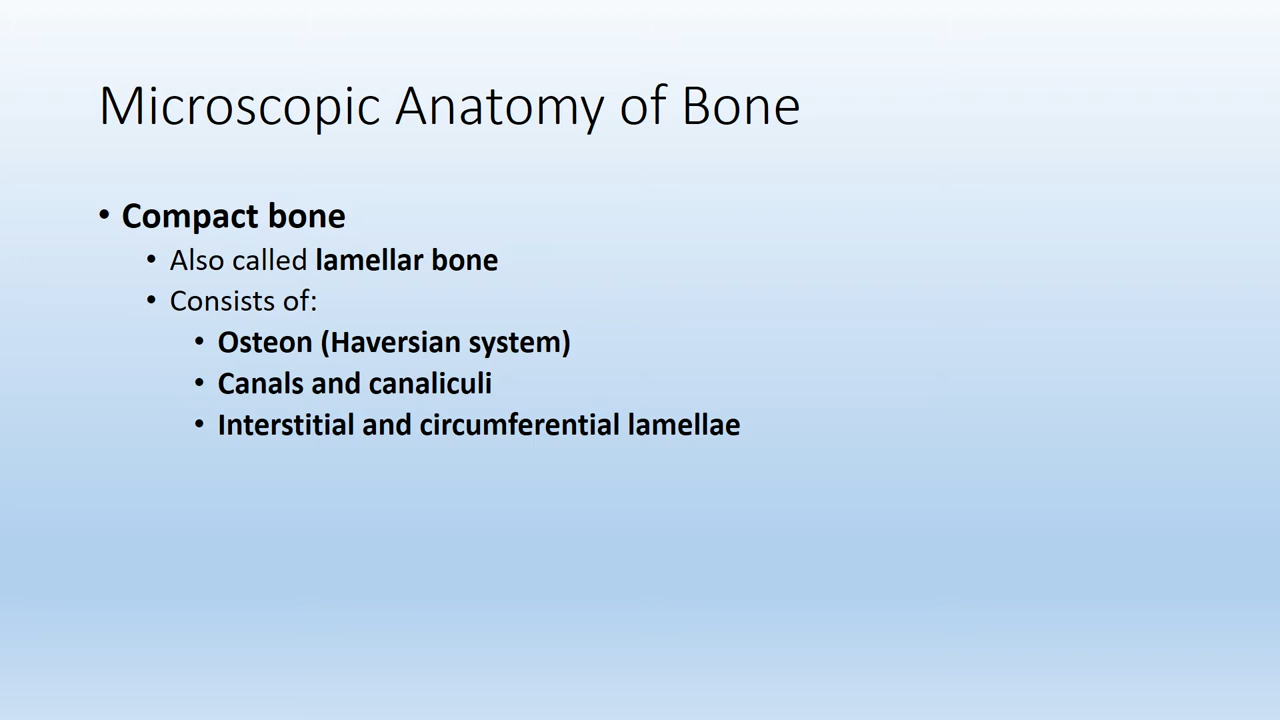 Microscopic Anatomy of Bone
• Compact bone
• Also called lamellar bone
• Consists of:
• Osteon (Haversian system)
• Canals and canaliculi
• Interstitial and circumferential lamellae